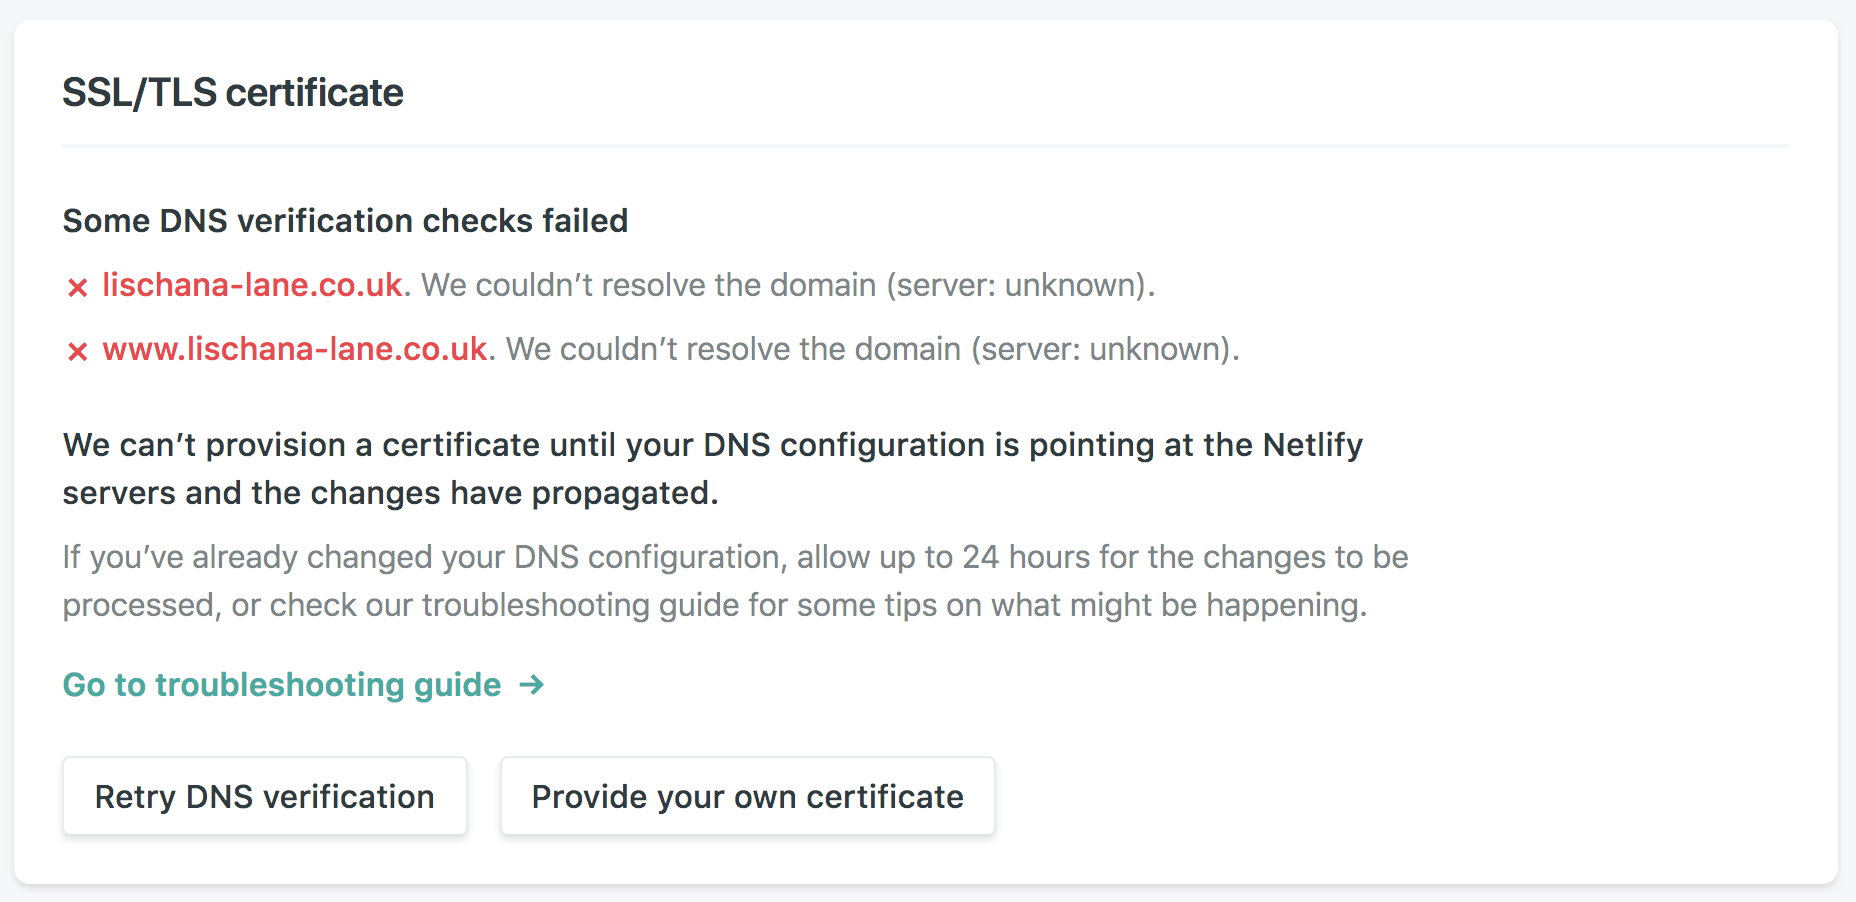 SSL/TLS certificate
Some DNS verification checks failed
× lischana-lane.co.uk. We couldn’t resolve the domain (server: unknown).
× www.lischana-lane.co.uk. We couldn’t resolve the domain (server: unknown).
We can’t provision a certificate until your DNS configuration is pointing at the Netlify
servers and the changes have propagated.
If you’ve already changed your DNS configuration, allow up to 24 hours for the changes to be
processed, or check our troubleshooting guide for some tips on what might be happening.
Go to troubleshooting guide →
Retry DNS verification
Provide your own certificate